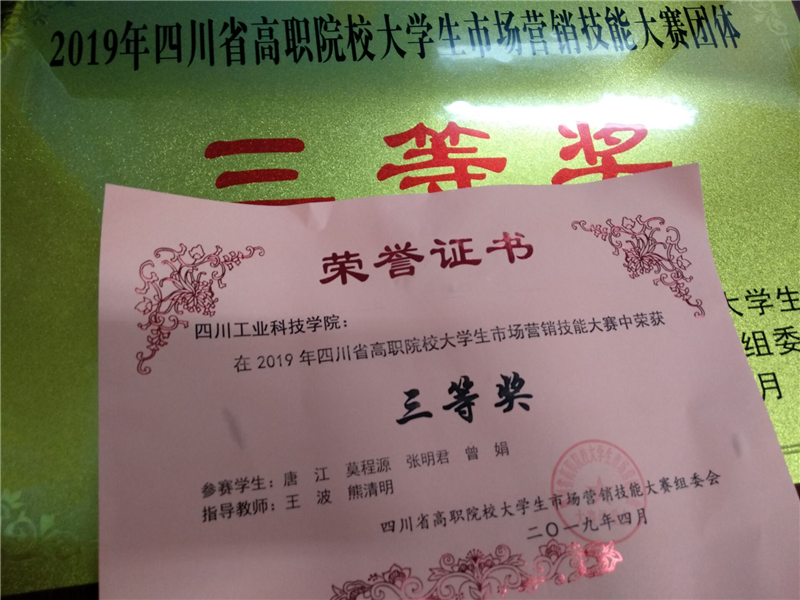 2019年四川省高职院校大学生市场营销技能大赛团体
三等奖
荣誉证书
四川工业科技学院:
在2019年四川省高职院校大学生市场营销技能大赛中荣获
三等奖
参赛学生: 唐 江 莫程源 张明君 曾 娟
指导教师: 王 波 熊清明
四川省高职院校大学生市场营销技能大赛组委会
二〇一九年四月
大学生
组委
月